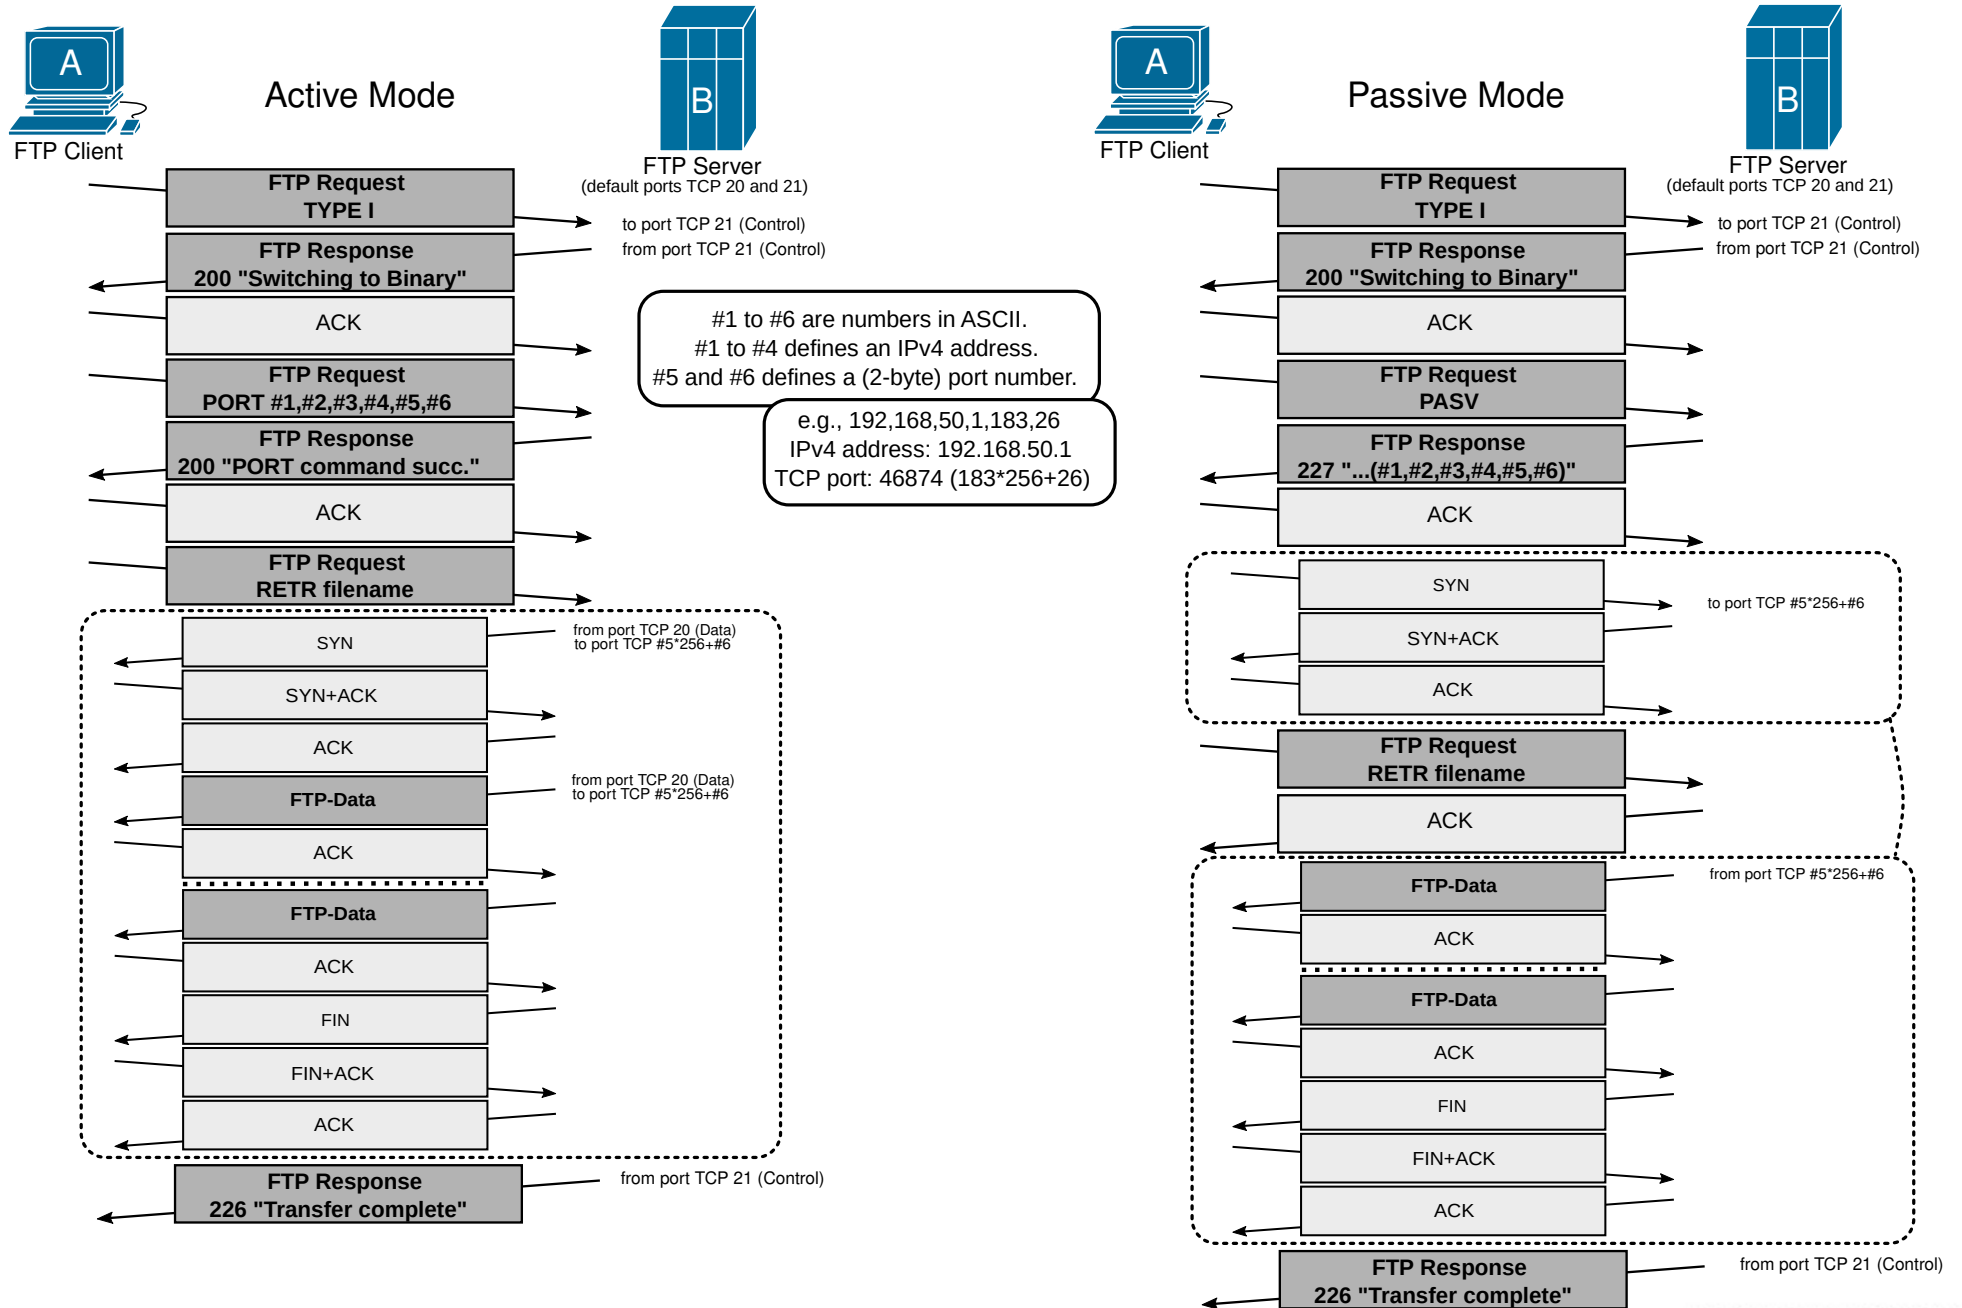 A
Active Mode
B
FTP Client
FTP Server
(default ports TCP 20 and 21)
FTP Request
TYPE I
to port TCP 21 (Control)
FTP Response
200 "Switching to Binary"
from port TCP 21 (Control)
ACK
FTP Request
PORT #1,#2,#3,#4,#5,#6
FTP Response
200 "PORT command succ."
ACK
FTP Request
RETR filename
SYN
from port TCP 20 (Data)
to port TCP #5*256+#6
SYN+ACK
ACK
FTP-Data
from port TCP 20 (Data)
to port TCP #5*256+#6
ACK
FTP-Data
ACK
FIN
FIN+ACK
ACK
FTP Response
226 "Transfer complete"
from port TCP 21 (Control)
#1 to #6 are numbers in ASCII.
#1 to #4 defines an IPv4 address.
#5 and #6 defines a (2-byte) port number.
e.g., 192,168,50,1,183,26
IPv4 address: 192.168.50.1
TCP port: 46874 (183*256+26)
A
Passive Mode
B
FTP Client
FTP Server
(default ports TCP 20 and 21)
FTP Request
TYPE I
to port TCP 21 (Control)
FTP Response
200 "Switching to Binary"
from port TCP 21 (Control)
ACK
FTP Request
PASV
FTP Response
227 "...(#1,#2,#3,#4,#5,#6)"
ACK
SYN
to port TCP #5*256+#6
SYN+ACK
ACK
FTP Request
RETR filename
ACK
FTP-Data
from port TCP #5*256+#6
ACK
FTP-Data
ACK
FIN
FIN+ACK
ACK
FTP Response
226 "Transfer complete"
from port TCP 21 (Control)